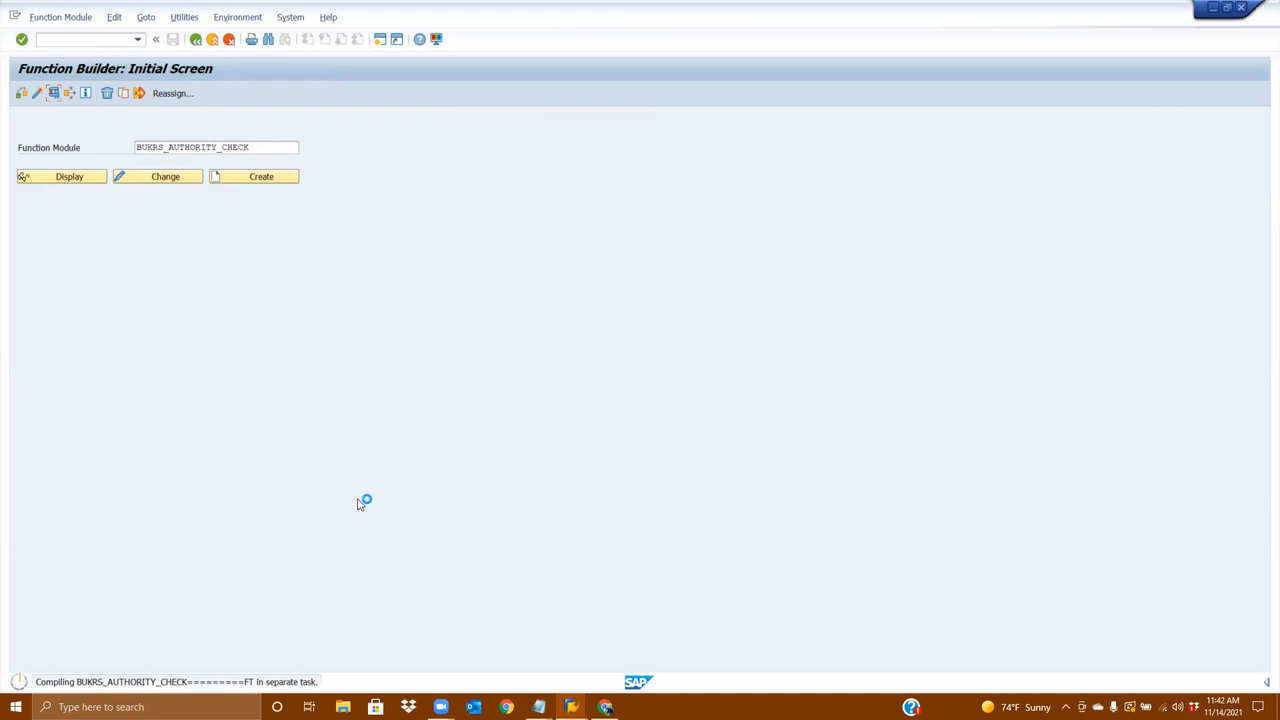 Function Module Edit Goto Utilities Environment System Help
Function Builder: Initial Screen
Reassign...
Function Module BUKRS_AUTHORITY_CHECK
Display Change Create
Compiling BUKRS_AUTHORITY_CHECK=========FT in separate task.
SAP
Type here to search
74°F Sunny
11:42 AM
11/14/2021